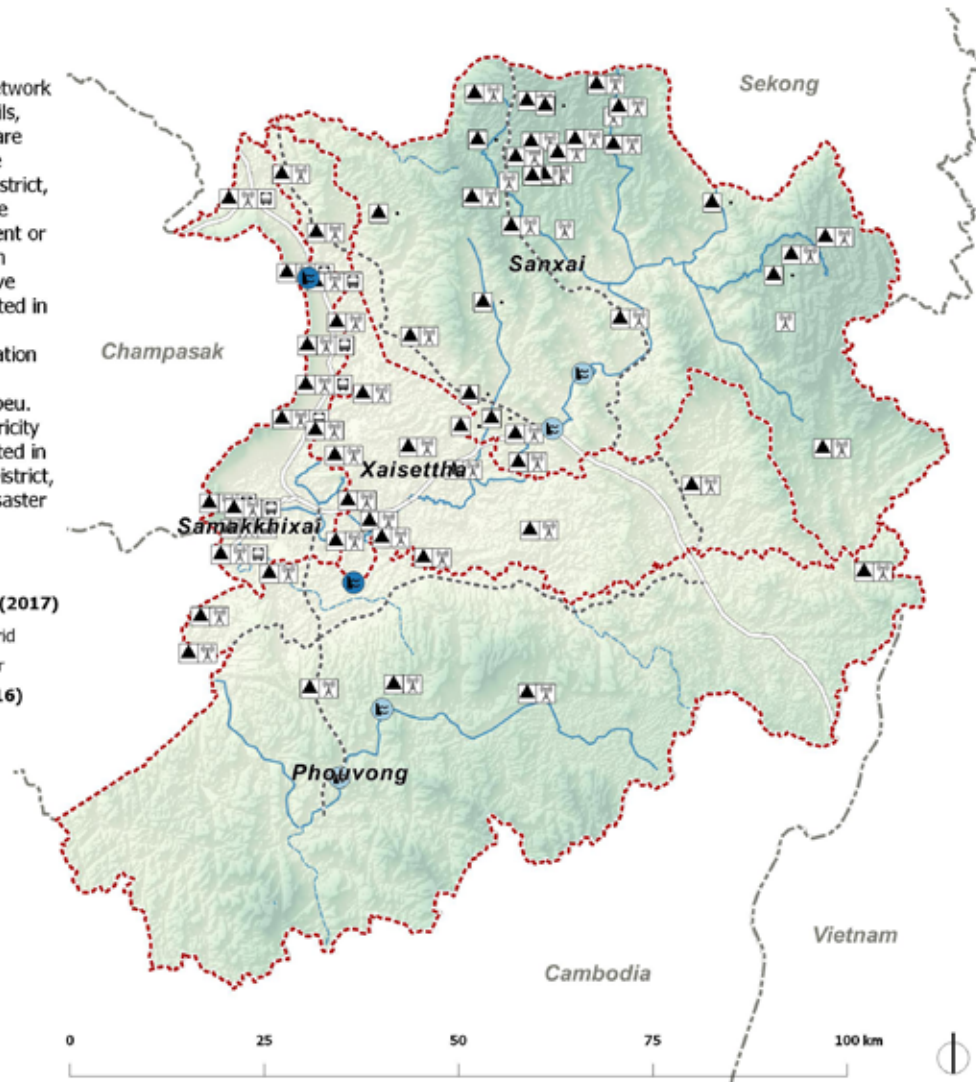 etwork
ils,
are
e
strict,
e
ent or
n
ve
ted in
ation
peu.
ricity
ted in
istrict,
saster
(2017)
rid
r
16)
Sekong
Sanxai
Champasak
Xaisettha
Samakkhixai
Phouvong
Vietnam
Cambodia
0 25 50 75 100 km